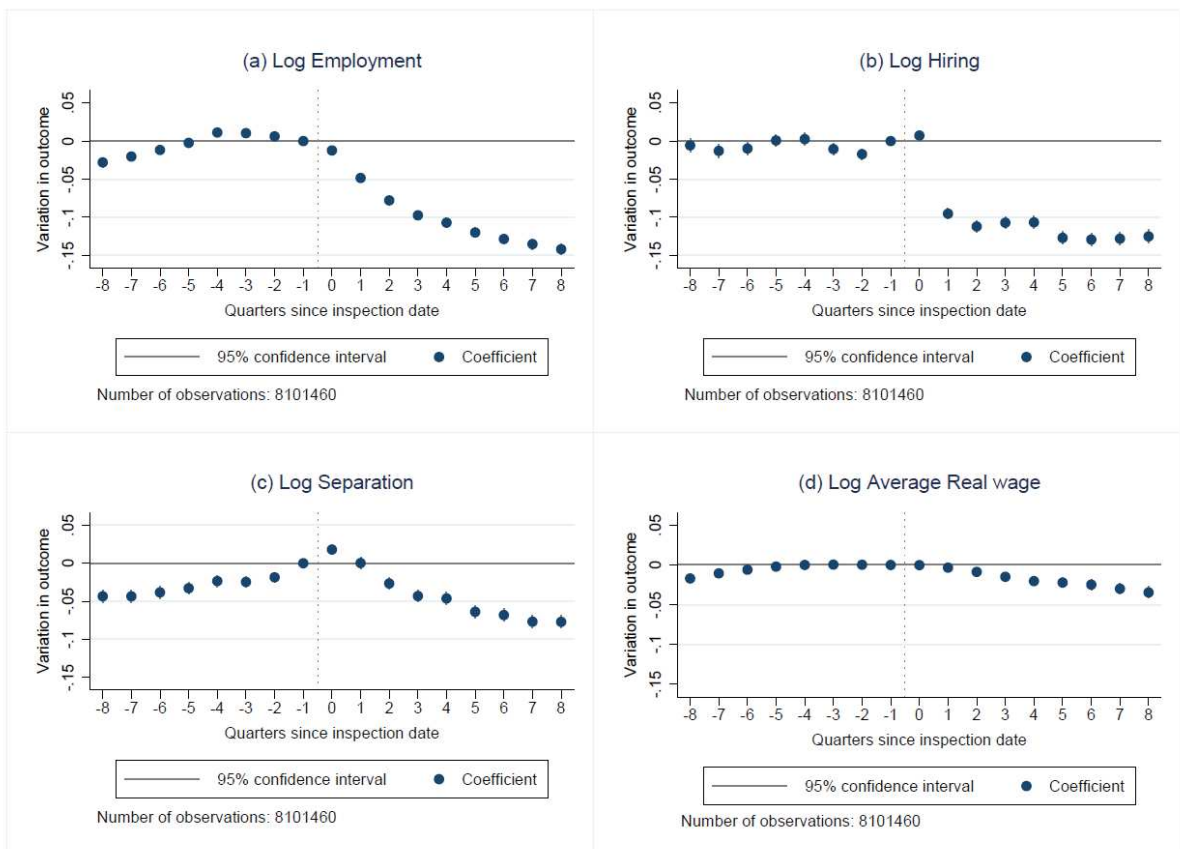 (a) Log Employment
Variation in outcome
.05
0
-.05
-.1
-.15
-8 -7 -6 -5 -4 -3 -2 -1 0 1 2 3 4 5 6 7 8
Quarters since inspection date
95% confidence interval Coefficient
Number of observations: 8101460
(b) Log Hiring
Variation in outcome
.05
0
-.05
-.1
-.15
-8 -7 -6 -5 -4 -3 -2 -1 0 1 2 3 4 5 6 7 8
Quarters since inspection date
95% confidence interval Coefficient
Number of observations: 8101460
(c) Log Separation
Variation in outcome
.05
0
-.05
-.1
-.15
-8 -7 -6 -5 -4 -3 -2 -1 0 1 2 3 4 5 6 7 8
Quarters since inspection date
95% confidence interval Coefficient
Number of observations: 8101460
(d) Log Average Real wage
Variation in outcome
.05
0
-.05
-.1
-.15
-8 -7 -6 -5 -4 -3 -2 -1 0 1 2 3 4 5 6 7 8
Quarters since inspection date
95% confidence interval Coefficient
Number of observations: 8101460